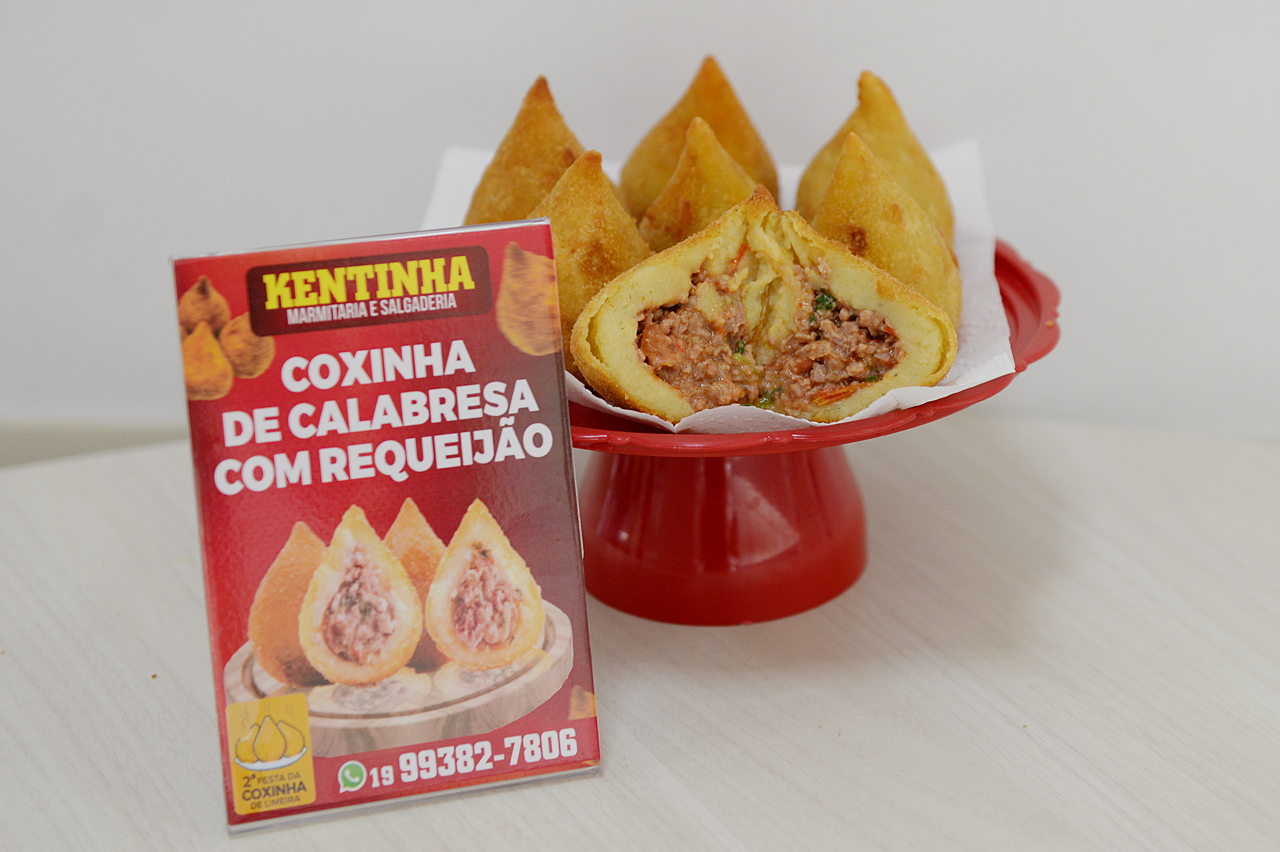 KENTINHA
MARMITARIA E SALGADERIA
COXINHA
DE CALABRESA
COM REQUEIJÃO
2ª FESTA DA
COXINHA
DE LIMEIRA
19 99382-7806